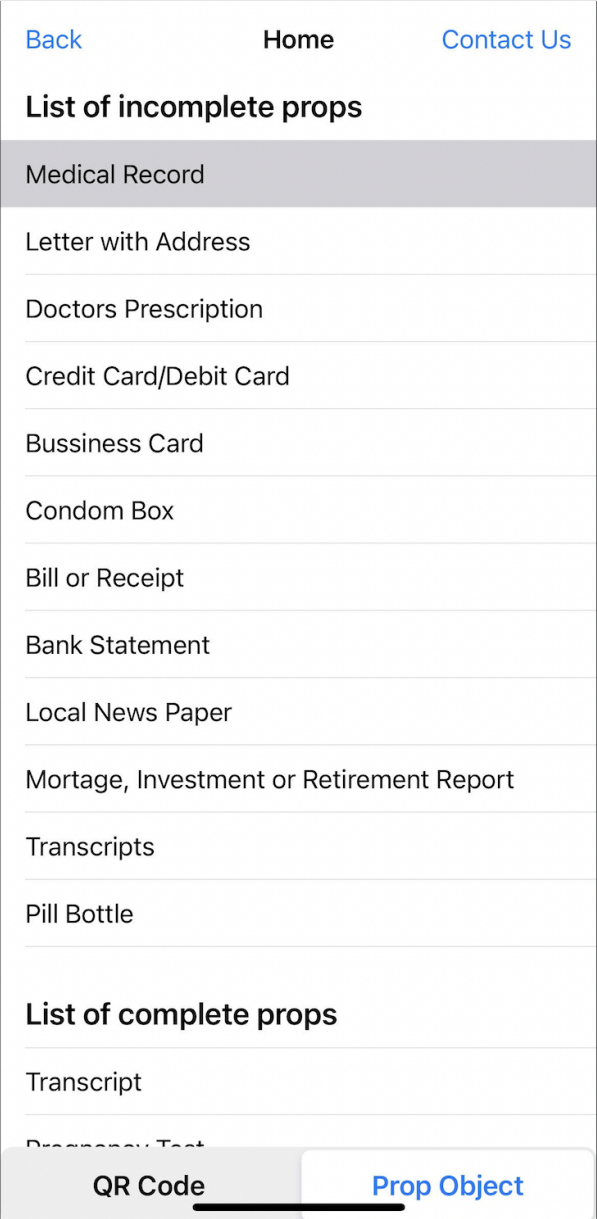 Back Home Contact Us
List of incomplete props
Medical Record
Letter with Address
Doctors Prescription
Credit Card/Debit Card
Bussiness Card
Condom Box
Bill or Receipt
Bank Statement
Local News Paper
Mortage, Investment or Retirement Report
Transcripts
Pill Bottle
List of complete props
Transcript
Pregnancy Test
QR Code Prop Object